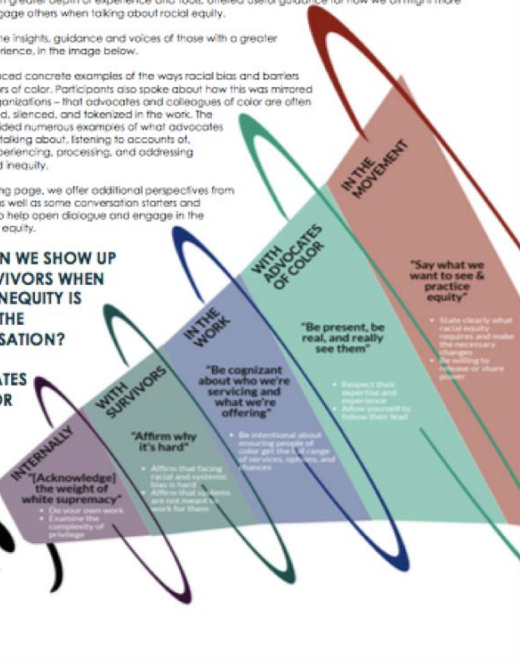 gage others when talking about racial equity.
he insights, guidance and voices of those with a greater
rience, in the image below.
ced concrete examples of the ways racial bias and barriers
rs of color. Participants also spoke about how this was mirrored
ganizations – that advocates and colleagues of color are often
d, silenced, and tokenized in the work. The
ided numerous examples of what advocates
talking about, listening to accounts of,
periencing, processing, and addressing
d inequity.
ng page, we offer additional perspectives from
s well as some conversation starters and
o help open dialogue and engage in the
equity.
N WE SHOW UP
VIVORS WHEN
NEQUITY IS
THE
SATION?
ATES
OR
INTERNALLY
"[Acknowledge]
the weight of
white supremacy"
• Do your own work
• Examine the
complexity of
privilege
WITH
SURVIVORS
"Affirm why
it's hard"
• Affirm that facing
racial and systemic
bias is hard
• Affirm that systems
are not meant to
work for them
IN THE
WORK
"Be cognizant
about who we're
servicing and
what we're
offering"
• Be intentional about
ensuring people of
color get the full range
of services, options, and
chances
WITH
ADVOCATES
OF COLOR
"Be present, be
real, and really
see them"
• Respect their
expertise and
experience
• Allow yourself to
follow their lead
IN THE
MOVEMENT
"Say what we
want to see &
practice
equity"
• State clearly what
racial equity
requires and make
the necessary
changes
• Be willing to
release or share
power